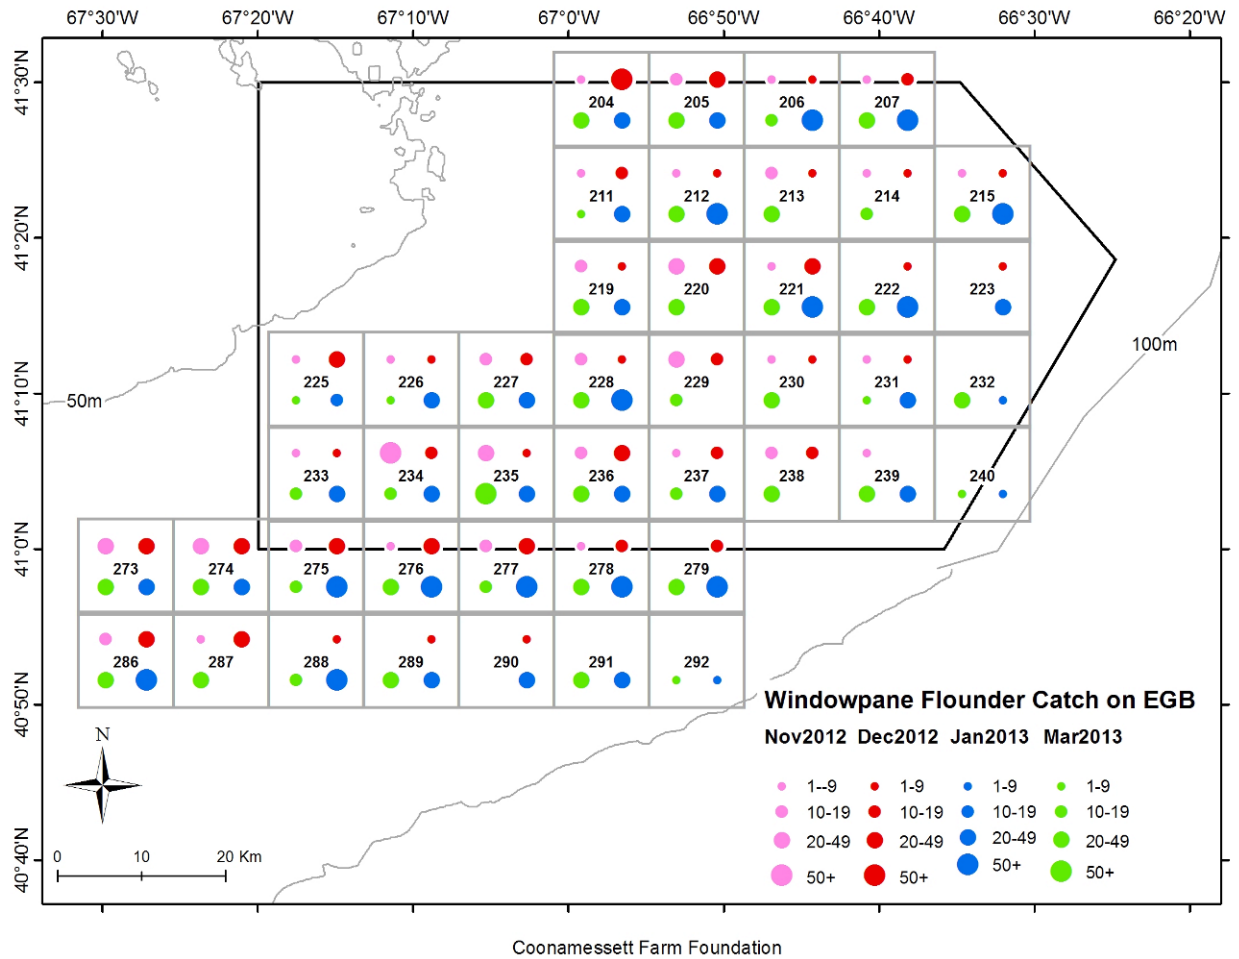 67°30'W 67°20'W 67°10'W 67°0'W 66°50'W 66°40'W 66°30'W 66°20'W
41°30'N
204 205 206 207
211 212 213 214 215
41°20'N
219 220 221 222 223
100m
225 226 227 228 229 230 231 232
41°10'N
50m
233 234 235 236 237 238 239 240
41°0'N
273 274 275 276 277 278 279
286 287 288 289 290 291 292
40°50'N
Windowpane Flounder Catch on EGB
Nov2012 Dec2012 Jan2013 Mar2013
N
1--9 1-9 1-9 1-9
10-19 10-19 10-19 10-19
20-49 20-49 20-49 20-49
50+ 50+ 50+ 50+
40°40'N
0 10 20 Km
Coonamessett Farm Foundation